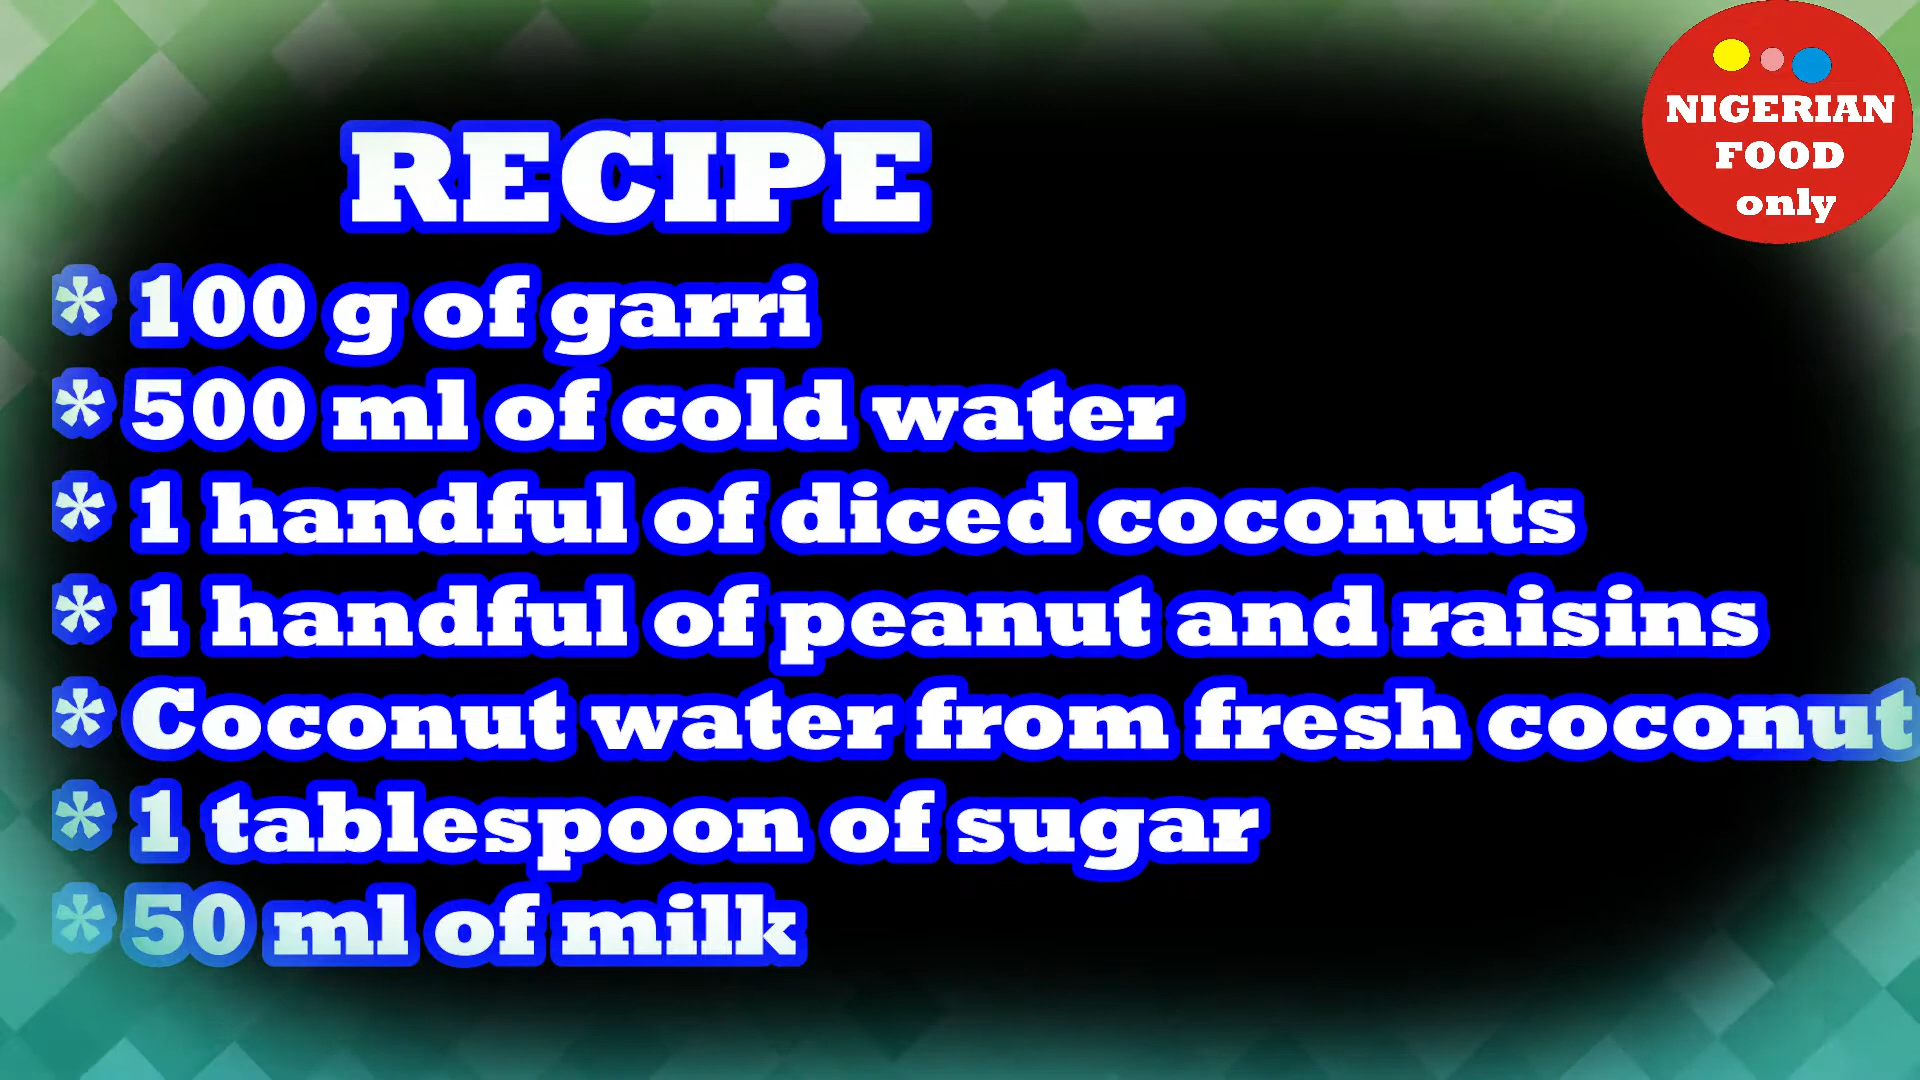 NIGERIAN
FOOD
only
RECIPE
* 100 g of garri
* 500 ml of cold water
* 1 handful of diced coconuts
* 1 handful of peanut and raisins
* Coconut water from fresh coconut
* 1 tablespoon of sugar
* 50 ml of milk